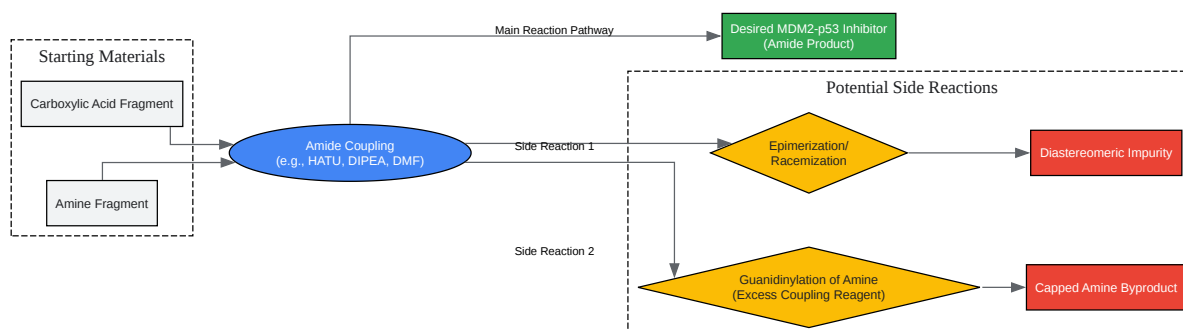 Main Reaction Pathway
Desired MDM2-p53 Inhibitor
(Amide Product)
Starting Materials
Carboxylic Acid Fragment
Amine Fragment
Amide Coupling
(e.g., HATU, DIPEA, DMF)
Potential Side Reactions
Side Reaction 1
Epimerization/
Racemization
Diastereomeric Impurity
Side Reaction 2
Guanidinylation of Amine
(Excess Coupling Reagent)
Capped Amine Byproduct